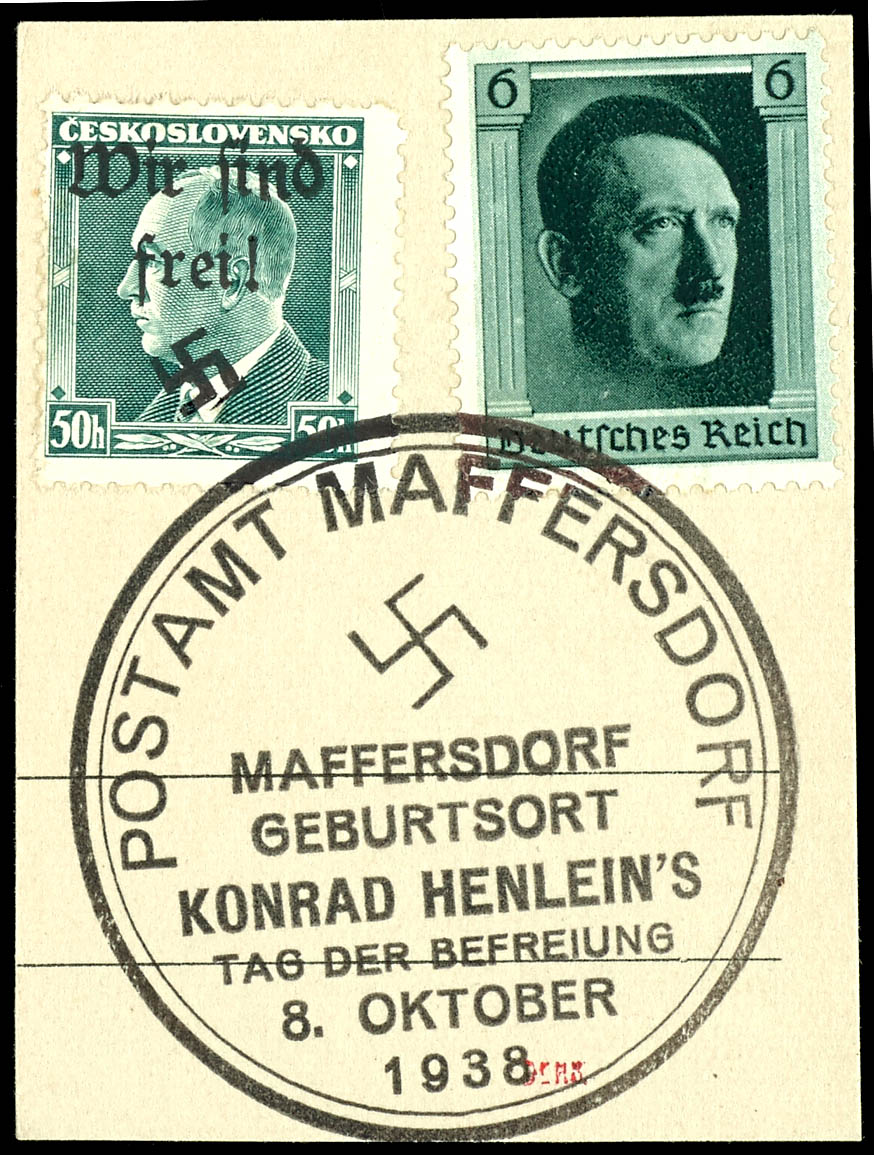 ČESKOSLOVENSKO
Wir sind
frei!
50h 50h
6 6
Deutsches Reich
POSTAMT MAFFERSDORF
MAFFERSDORF
GEBURTSORT
KONRAD HENLEIN'S
TAG DER BEFREIUNG
8. OKTOBER
1938